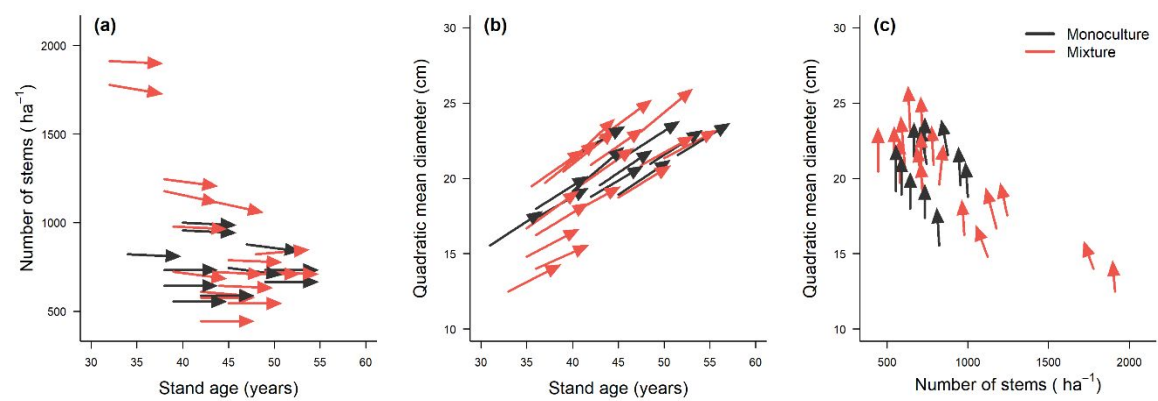 (a)
Number of stems ( ha⁻¹)
2000
1500
1000
500
30 35 40 45 50 55 60
Stand age (years)
(b)
Quadratic mean diameter (cm)
30
25
20
15
10
30 35 40 45 50 55 60
Stand age (years)
(c)
Monoculture
Mixture
Quadratic mean diameter (cm)
30
25
20
15
10
500 1000 1500 2000
Number of stems ( ha⁻¹)